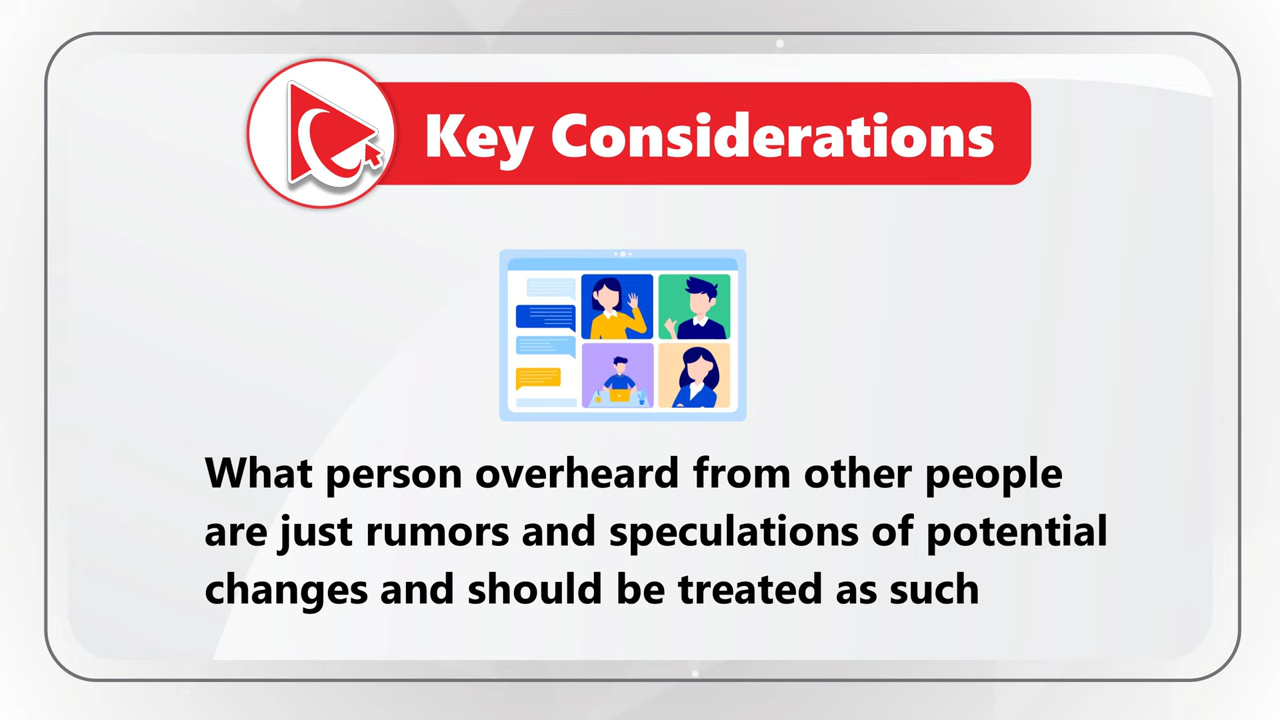 Key Considerations
What person overheard from other people
are just rumors and speculations of potential
changes and should be treated as such